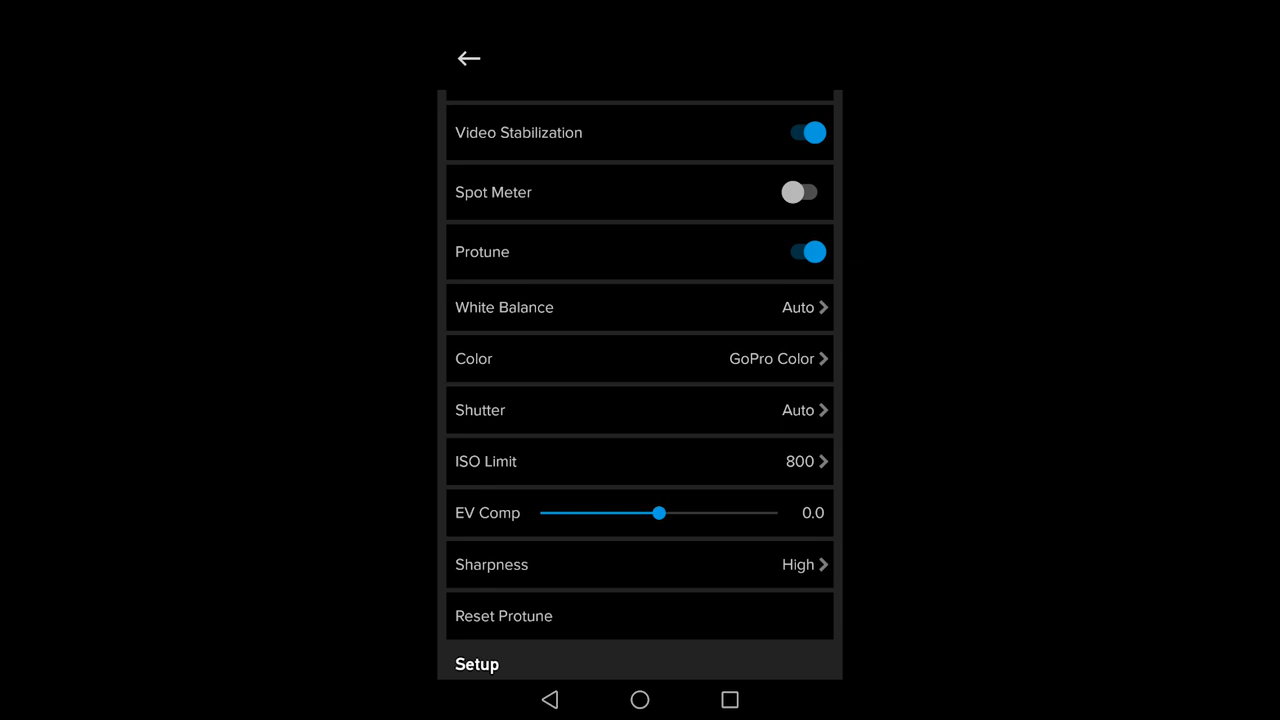 Video Stabilization
Spot Meter
Protune
White Balance Auto
Color GoPro Color
Shutter Auto
ISO Limit 800
EV Comp 0.0
Sharpness High
Reset Protune
Setup